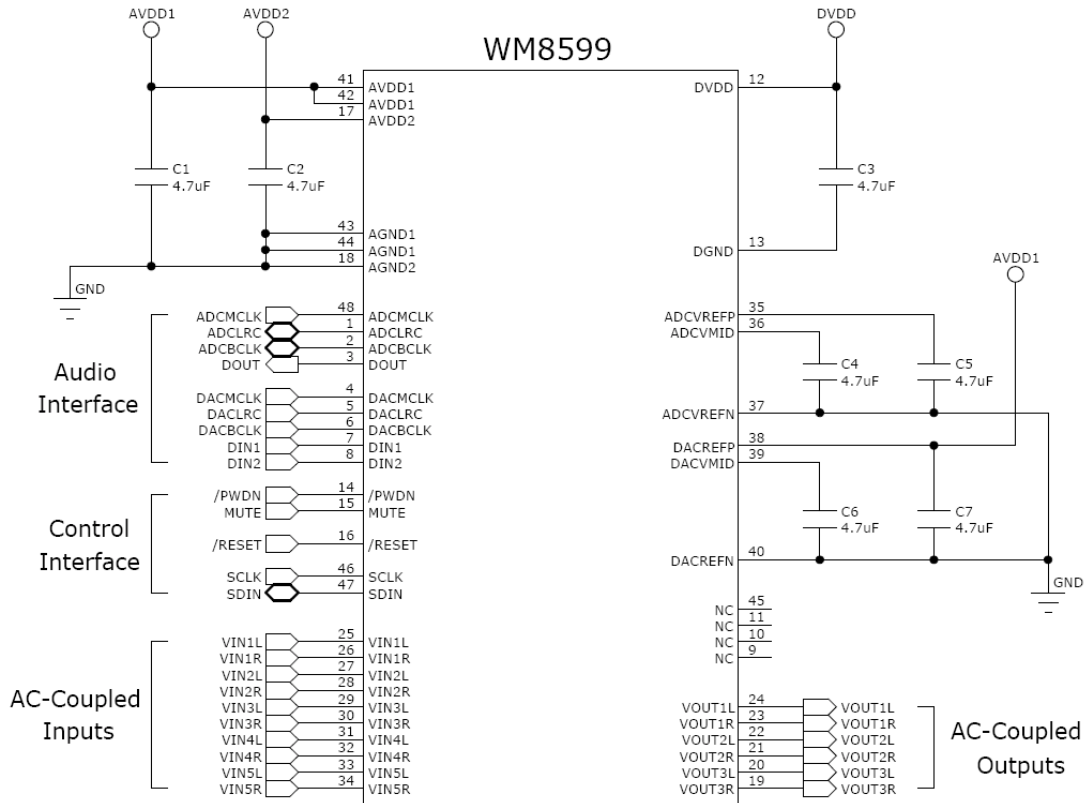 AVDD1
AVDD2
DVDD
WM8599
41 AVDD1
42 AVDD1
17 AVDD2
12 DVDD
C1
4.7uF
C2
4.7uF
C3
4.7uF
43 AGND1
44 AGND1
18 AGND2
13 DGND
GND
AVDD1
Audio
Interface
ADCMCLK 48 ADCMCLK
ADCLRC 1 ADCLRC
ADCBCLK 2 ADCBCLK
DOUT 3 DOUT
DACMCLK 4 DACMCLK
DACLRC 5 DACLRC
DACBCLK 6 DACBCLK
DIN1 7 DIN1
DIN2 8 DIN2
ADCVREFP 35
ADCVMID 36
C4
4.7uF
C5
4.7uF
ADCVREFN 37
DACREFP 38
DACVMID 39
Control
Interface
/PWDN 14 /PWDN
MUTE 15 MUTE
/RESET 16 /RESET
SCLK 46 SCLK
SDIN 47 SDIN
C6
4.7uF
C7
4.7uF
DACREFN 40
GND
NC 45
NC 11
NC 10
NC 9
AC-Coupled
Inputs
VIN1L 25 VIN1L
VIN1R 26 VIN1R
VIN2L 27 VIN2L
VIN2R 28 VIN2R
VIN3L 29 VIN3L
VIN3R 30 VIN3R
VIN4L 31 VIN4L
VIN4R 32 VIN4R
VIN5L 33 VIN5L
VIN5R 34 VIN5R
VOUT1L 24 VOUT1L
VOUT1R 23 VOUT1R
VOUT2L 22 VOUT2L
VOUT2R 21 VOUT2R
VOUT3L 20 VOUT3L
VOUT3R 19 VOUT3R
AC-Coupled
Outputs